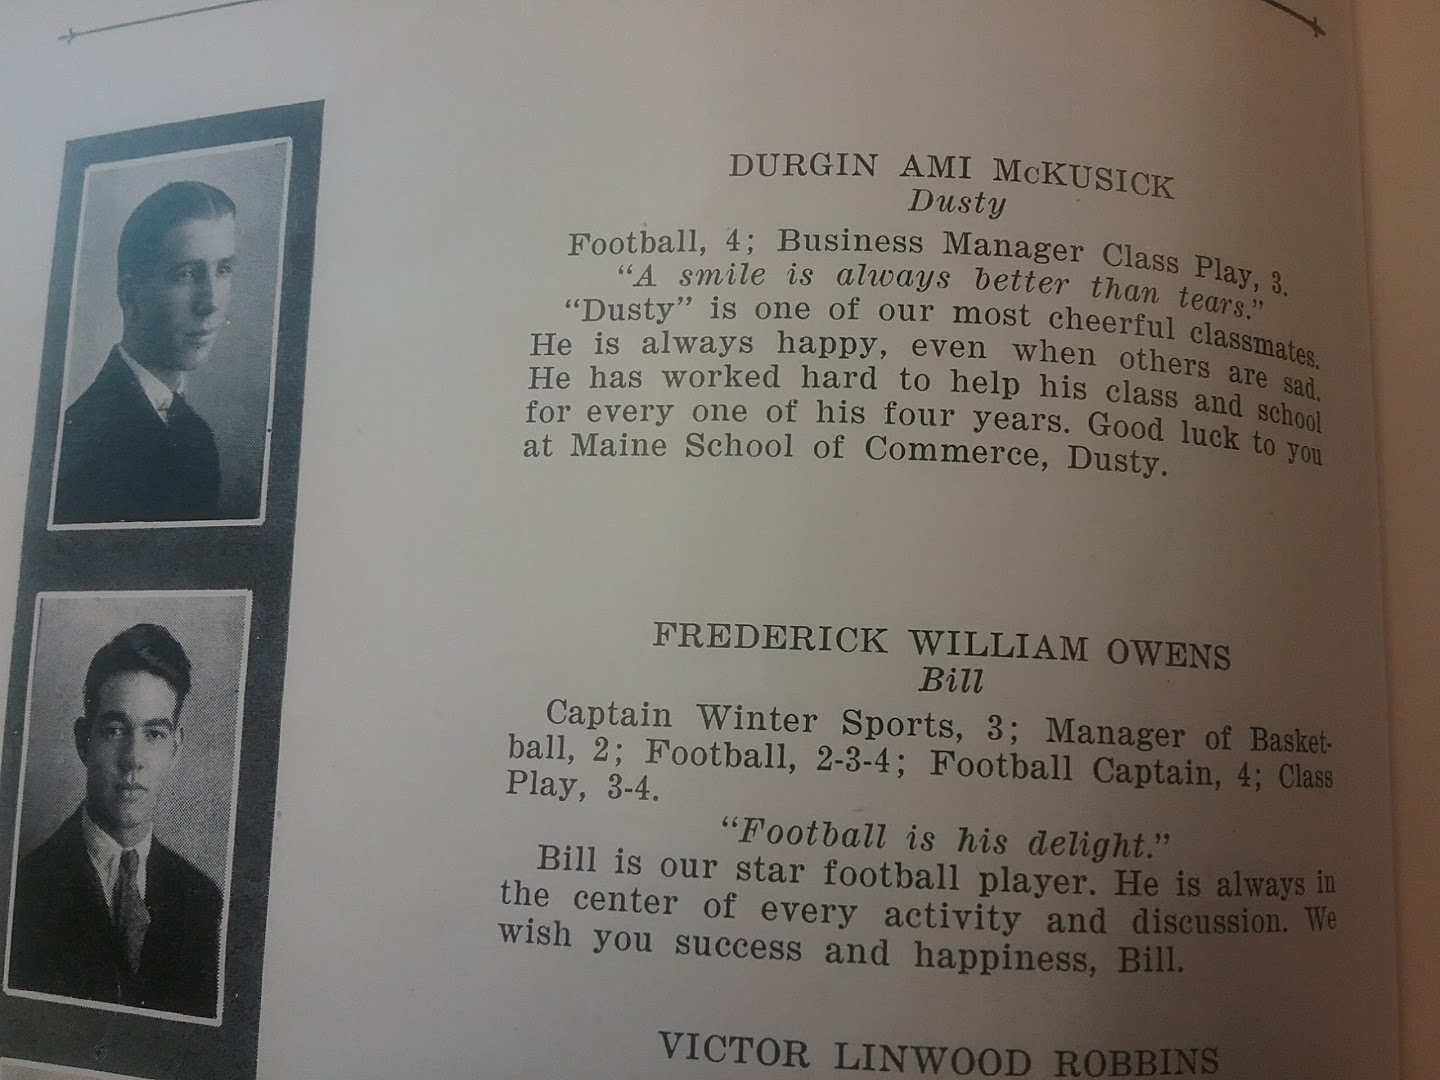 DURGIN AMI McKUSICK
Dusty
Football, 4; Business Manager Class Play, 3.
“A smile is always better than tears.”
“Dusty” is one of our most cheerful classmates.
He is always happy, even when others are sad.
He has worked hard to help his class and school
for every one of his four years. Good luck to you
at Maine School of Commerce, Dusty.
FREDERICK WILLIAM OWENS
Bill
Captain Winter Sports, 3; Manager of Basket-
ball, 2; Football, 2-3-4; Football Captain, 4; Class
Play, 3-4.
“Football is his delight.”
Bill is our star football player. He is always in
the center of every activity and discussion. We
wish you success and happiness, Bill.
VICTOR LINWOOD ROBBINS